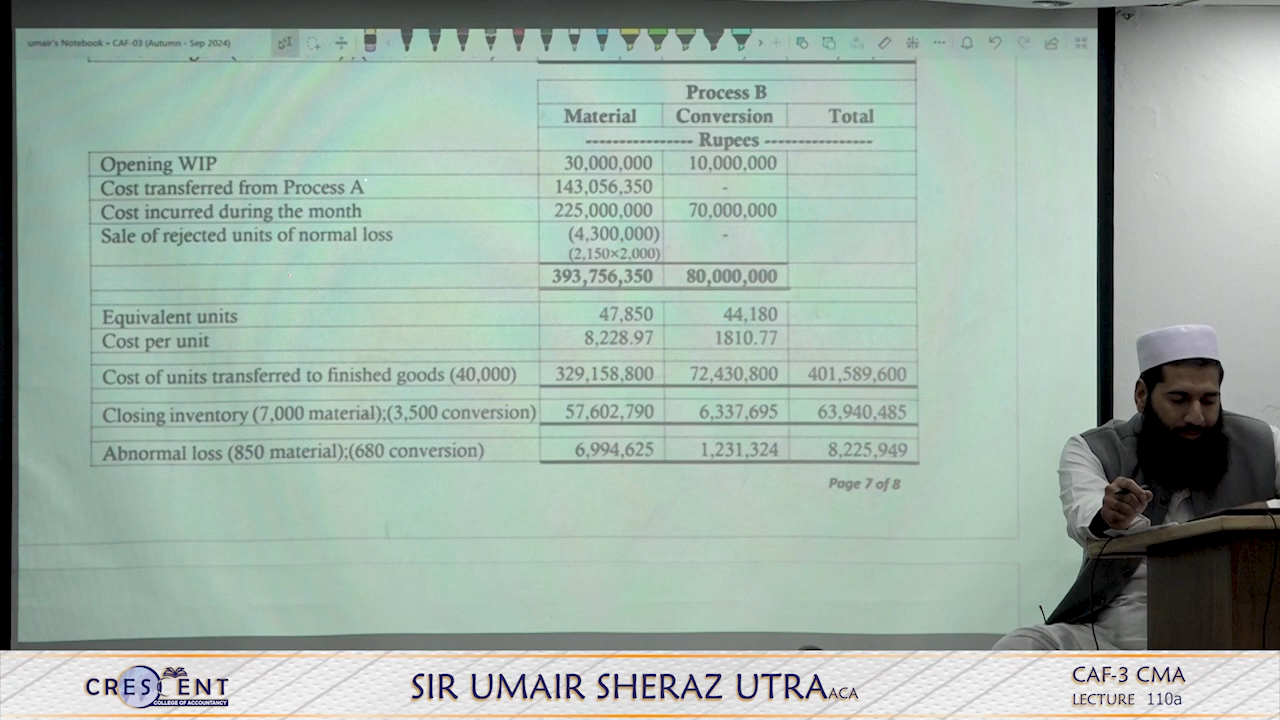 umair's Notebook » CAF-03 (Autumn - Sep 2024)
Process B
Material Conversion Total
---------------- Rupees ----------------
Opening WIP 30,000,000 10,000,000
Cost transferred from Process A 143,056,350 -
Cost incurred during the month 225,000,000 70,000,000
Sale of rejected units of normal loss (4,300,000) -
(2,150×2,000)
393,756,350 80,000,000
Equivalent units 47,850 44,180
Cost per unit 8,228.97 1810.77
Cost of units transferred to finished goods (40,000) 329,158,800 72,430,800 401,589,600
Closing inventory (7,000 material);(3,500 conversion) 57,602,790 6,337,695 63,940,485
Abnormal loss (850 material);(680 conversion) 6,994,625 1,231,324 8,225,949
Page 7 of 8
CRESCENT
COLLEGE OF ACCOUNTANCY
SIR UMAIR SHERAZ UTRA ACA
CAF-3 CMA
LECTURE 110a